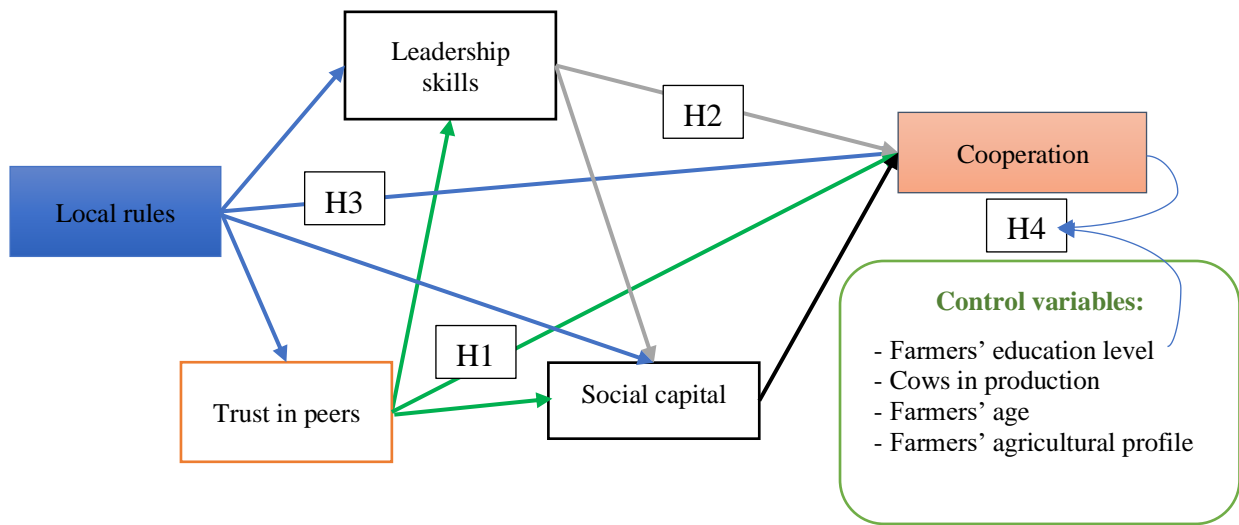 Leadership
skills
H2
Cooperation
Local rules
H3
H4
Control variables:
- Farmers’ education level
- Cows in production
- Farmers’ age
- Farmers’ agricultural profile
H1
Trust in peers
Social capital